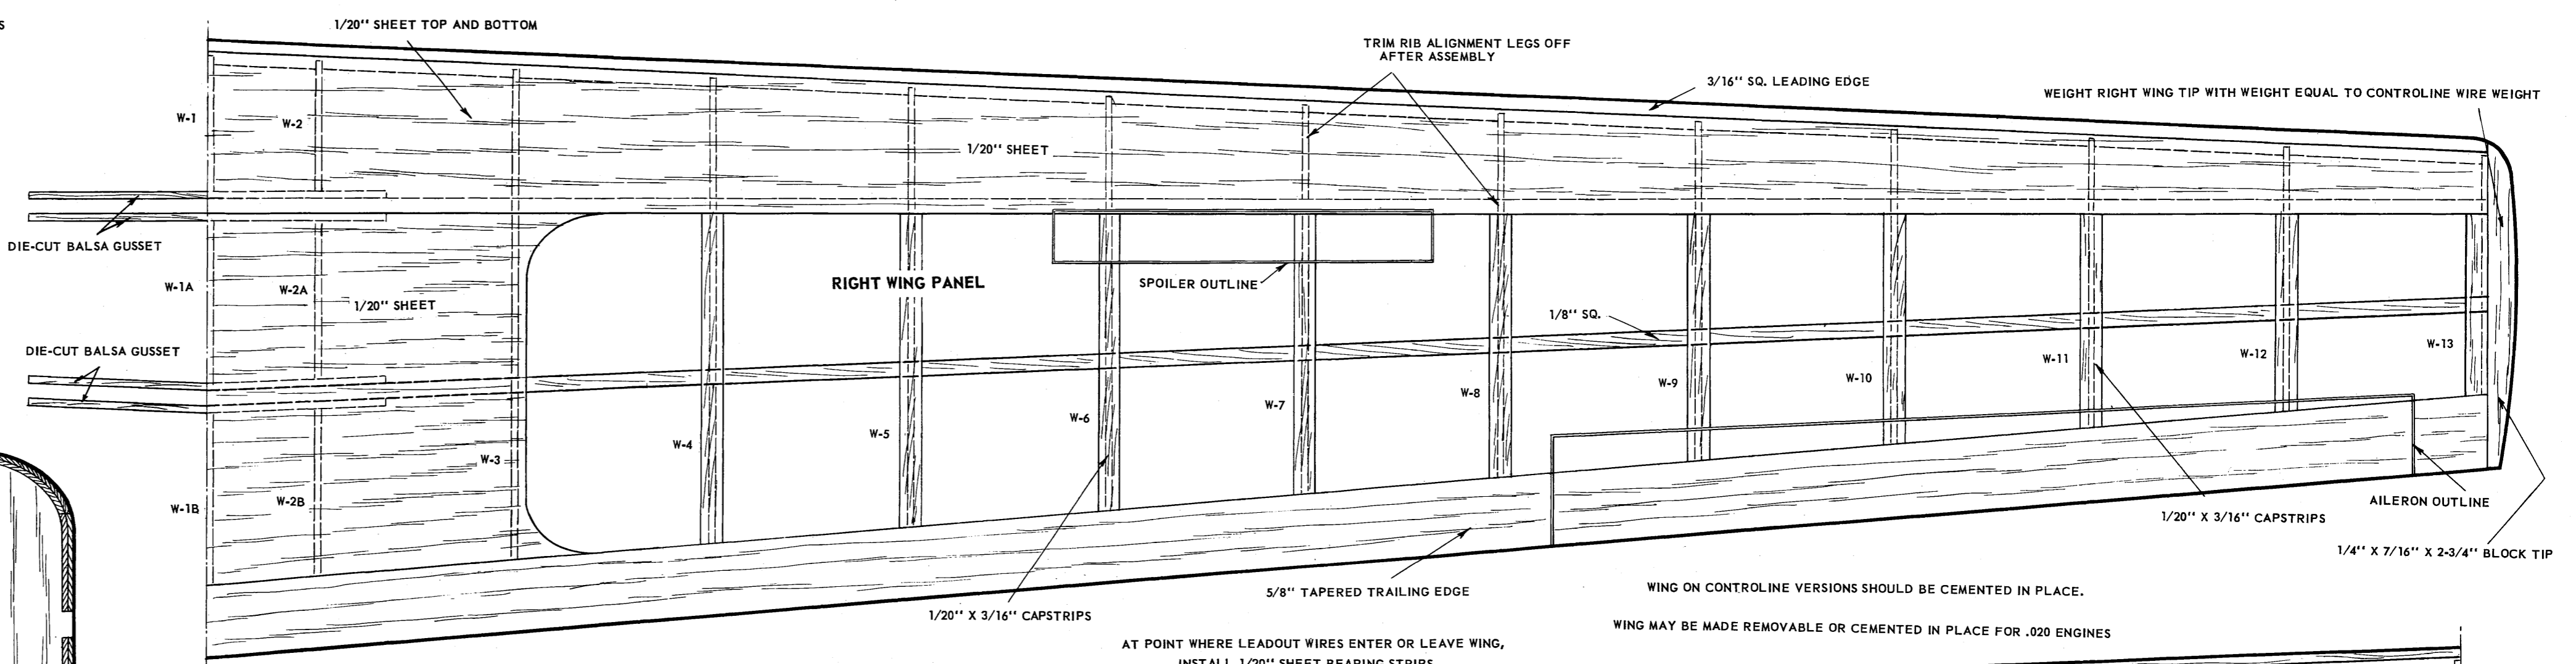 S
1/20" SHEET TOP AND BOTTOM
TRIM RIB ALIGNMENT LEGS OFF
AFTER ASSEMBLY
3/16" SQ. LEADING EDGE
WEIGHT RIGHT WING TIP WITH WEIGHT EQUAL TO CONTROLINE WIRE WEIGHT
W-1
W-2
1/20" SHEET
DIE-CUT BALSA GUSSET
W-1A
W-2A
1/20" SHEET
RIGHT WING PANEL
SPOILER OUTLINE
1/8" SQ.
DIE-CUT BALSA GUSSET
W-13
W-12
W-11
W-10
W-9
W-8
W-7
W-6
W-5
W-4
W-3
W-2B
W-1B
AILERON OUTLINE
1/20" X 3/16" CAPSTRIPS
1/4" X 7/16" X 2-3/4" BLOCK TIP
5/8" TAPERED TRAILING EDGE
WING ON CONTROLINE VERSIONS SHOULD BE CEMENTED IN PLACE.
1/20" X 3/16" CAPSTRIPS
WING MAY BE MADE REMOVABLE OR CEMENTED IN PLACE FOR .020 ENGINES
AT POINT WHERE LEADOUT WIRES ENTER OR LEAVE WING,
INSTALL 1/20" SHEET BEARING STRIPS